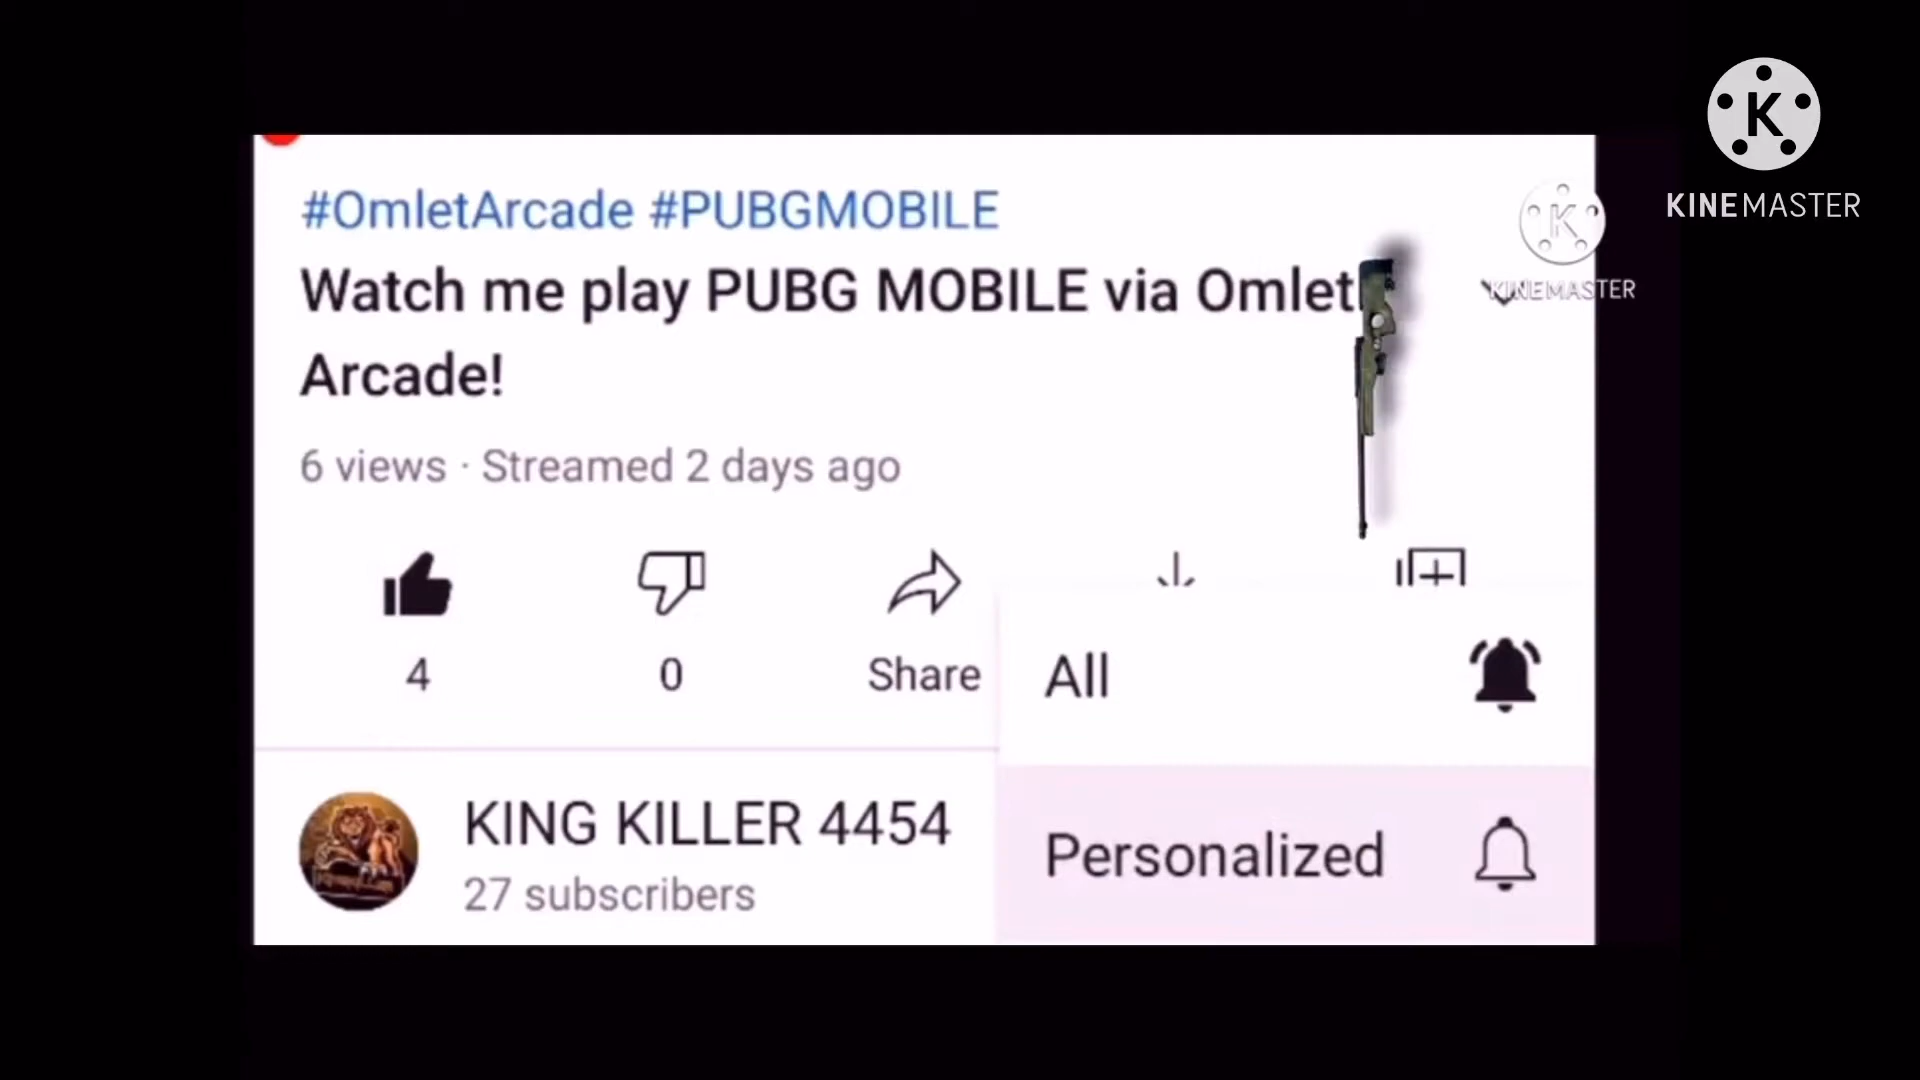 K
KINEMASTER
#OmletArcade #PUBGMOBILE
K
Watch me play PUBG MOBILE via Omlet
KINEMASTER
Arcade!
6 views · Streamed 2 days ago
4
0
Share
All
KING KILLER 4454
Personalized
27 subscribers